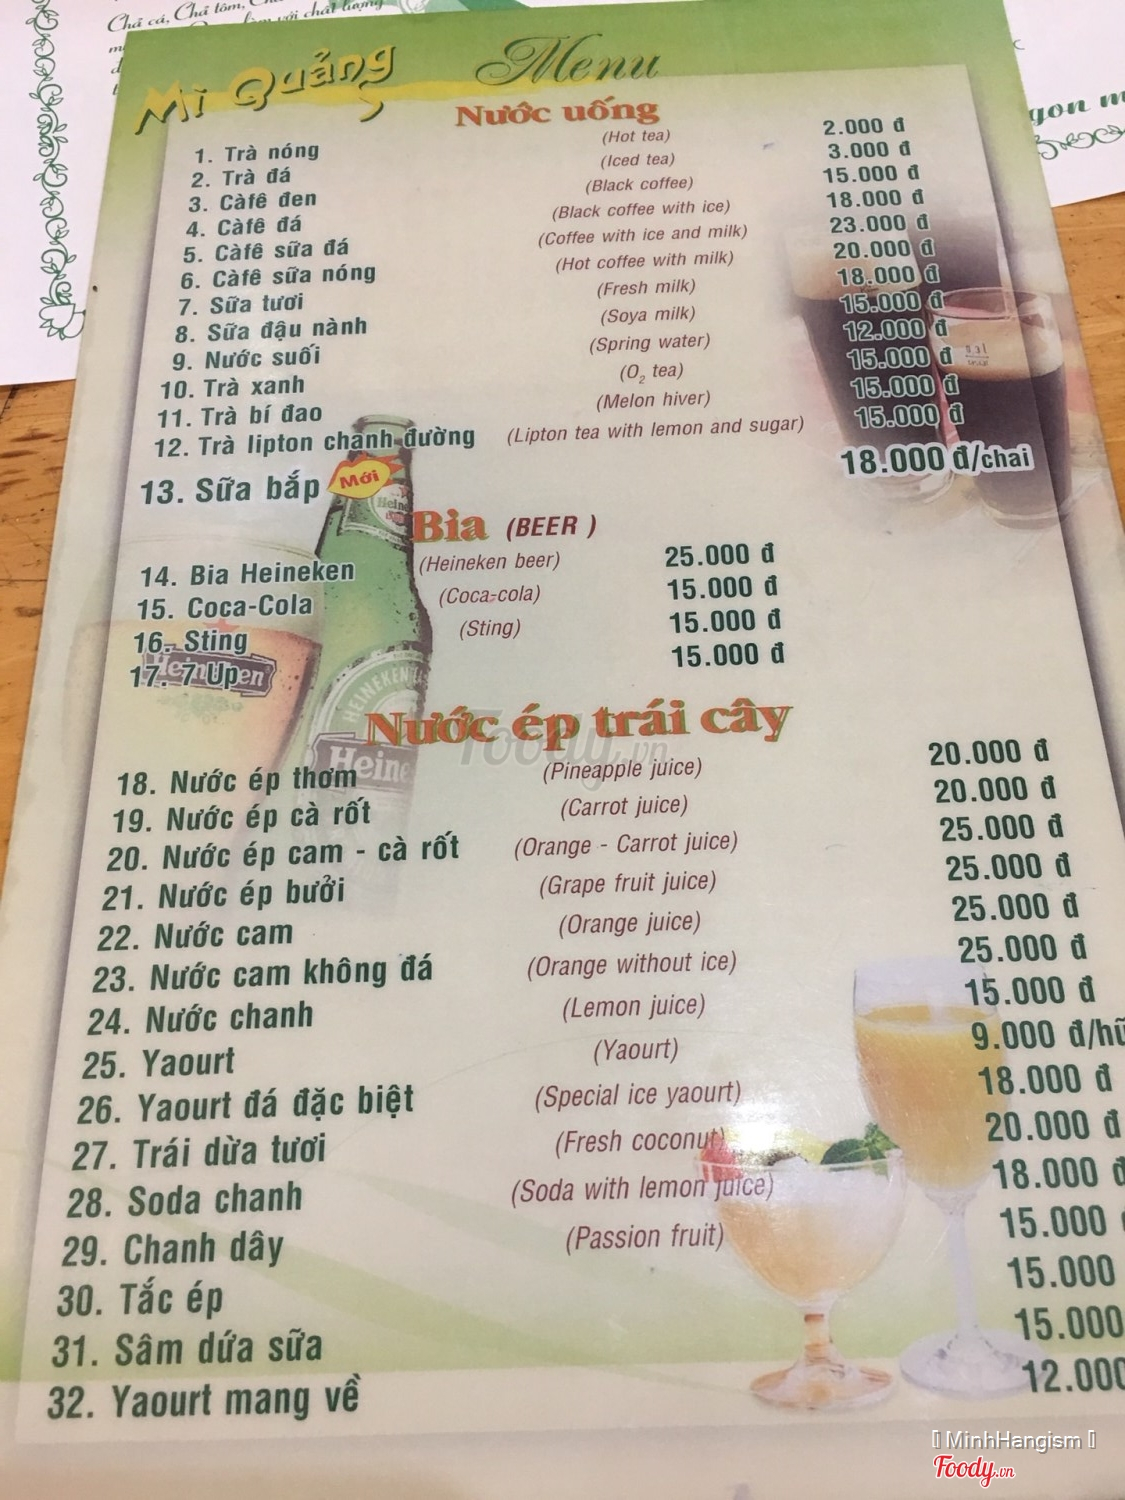 Chả cá, Chả tôm,
Mì Quảng
Menu
Nước uống
1. Trà nóng (Hot tea) 2.000 đ
2. Trà đá (Iced tea) 3.000 đ
3. Càfê đen (Black coffee) 15.000 đ
4. Càfê đá (Black coffee with ice) 18.000 đ
5. Càfê sữa đá (Coffee with ice and milk) 23.000 đ
6. Càfê sữa nóng (Hot coffee with milk) 20.000 đ
7. Sữa tươi (Fresh milk) 18.000 đ
8. Sữa đậu nành (Soya milk) 15.000 đ
9. Nước suối (Spring water) 12.000 đ
10. Trà xanh (O2 tea) 15.000 đ
11. Trà bí đao (Melon hiver) 15.000 đ
12. Trà lipton chanh đường (Lipton tea with lemon and sugar) 15.000 đ
13. Sữa bắp Mới 18.000 đ/chai
Bia (BEER )
14. Bia Heineken (Heineken beer) 25.000 đ
15. Coca-Cola (Coca-cola) 15.000 đ
16. Sting (Sting) 15.000 đ
17. 7 Up 15.000 đ
Nước ép trái cây
18. Nước ép thơm (Pineapple juice) 20.000 đ
19. Nước ép cà rốt (Carrot juice) 20.000 đ
20. Nước ép cam - cà rốt (Orange - Carrot juice) 25.000 đ
21. Nước ép bưởi (Grape fruit juice) 25.000 đ
22. Nước cam (Orange juice) 25.000 đ
23. Nước cam không đá (Orange without ice) 25.000 đ
24. Nước chanh (Lemon juice) 15.000 đ
25. Yaourt (Yaourt) 9.000 đ/hũ
26. Yaourt đá đặc biệt (Special ice yaourt) 18.000 đ
27. Trái dừa tươi (Fresh coconut) 20.000 đ
28. Soda chanh (Soda with lemon juice) 18.000 đ
29. Chanh dây (Passion fruit) 15.000
30. Tắc ép 15.000
31. Sâm dứa sữa 15.000
32. Yaourt mang về 12.000
Foody.vn
MinhHangism
Foody.vn